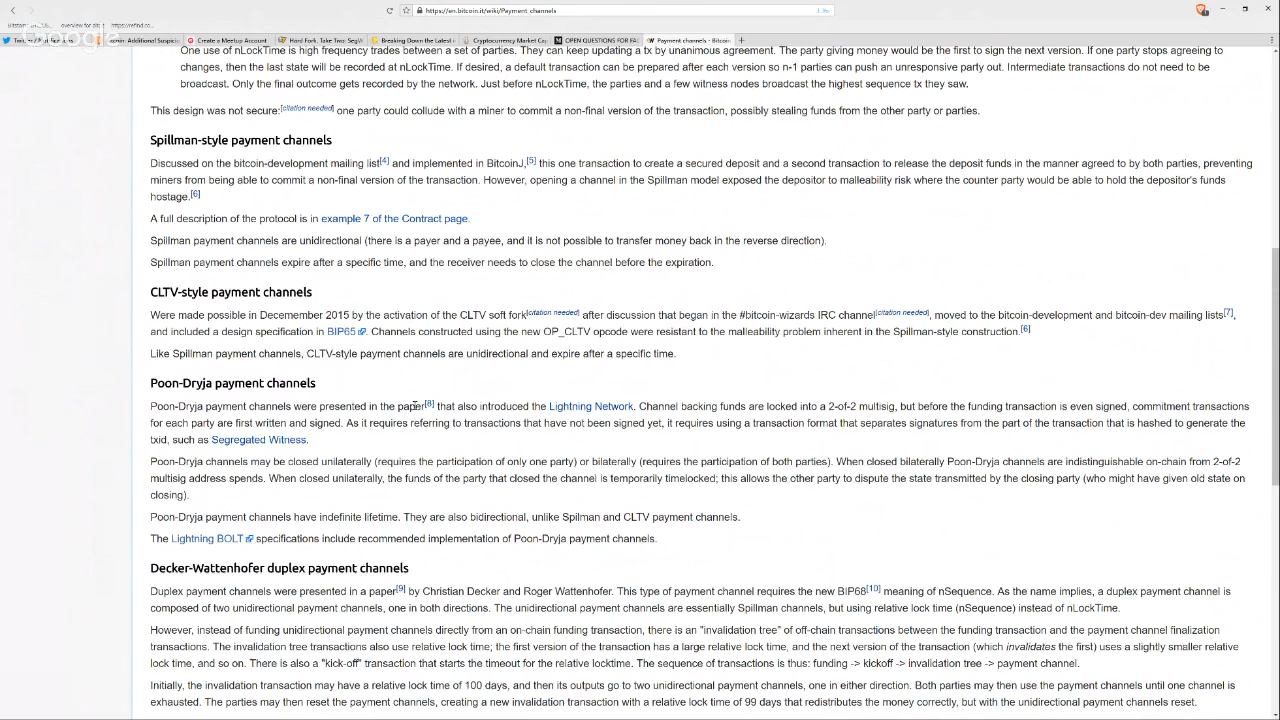 https://en.bitcoin.it/wiki/Payment_channels
overview for
Create a Meetup Account
Hard Fork, Take Two: SegW
Breaking Down the Latest
Cryptocurrency Market Cap
OPEN QUESTIONS FOR
Payment channels - Bitcoin
Google
One use of nLockTime is high frequency trades between a set of parties. They can keep updating a tx by unanimous agreement. The party giving money would be the first to sign the next version. If one party stops agreeing to
changes, then the last state will be recorded at nLockTime. If desired, a default transaction can be prepared after each version so n-1 parties can push an unresponsive party out. Intermediate transactions do not need to be
broadcast. Only the final outcome gets recorded by the network. Just before nLockTime, the parties and a few witness nodes broadcast the highest sequence tx they saw.
This design was not secure:[citation needed] one party could collude with a miner to commit a non-final version of the transaction, possibly stealing funds from the other party or parties.
Spillman-style payment channels
Discussed on the bitcoin-development mailing list[4] and implemented in BitcoinJ,[5] this one transaction to create a secured deposit and a second transaction to release the deposit funds in the manner agreed to by both parties, preventing
miners from being able to commit a non-final version of the transaction. However, opening a channel in the Spillman model exposed the depositor to malleability risk where the counter party would be able to hold the depositor's funds
hostage.[6]
A full description of the protocol is in example 7 of the Contract page.
Spillman payment channels are unidirectional (there is a payer and a payee, and it is not possible to transfer money back in the reverse direction).
Spillman payment channels expire after a specific time, and the receiver needs to close the channel before the expiration.
CLTV-style payment channels
Were made possible in Decemember 2015 by the activation of the CLTV soft fork[citation needed] after discussion that began in the #bitcoin-wizards IRC channel[citation needed], moved to the bitcoin-development and bitcoin-dev mailing lists[7],
and included a design specification in BIP65. Channels constructed using the new OP_CLTV opcode were resistant to the malleability problem inherent in the Spillman-style construction.[6]
Like Spillman payment channels, CLTV-style payment channels are unidirectional and expire after a specific time.
Poon-Dryja payment channels
Poon-Dryja payment channels were presented in the paper[8] that also introduced the Lightning Network. Channel backing funds are locked into a 2-of-2 multisig, but before the funding transaction is even signed, commitment transactions
for each party are first written and signed. As it requires referring to transactions that have not been signed yet, it requires using a transaction format that separates signatures from the part of the transaction that is hashed to generate the
txid, such as Segregated Witness.
Poon-Dryja channels may be closed unilaterally (requires the participation of only one party) or bilaterally (requires the participation of both parties). When closed bilaterally Poon-Dryja channels are indistinguishable on-chain from 2-of-2
multisig address spends. When closed unilaterally, the funds of the party that closed the channel is temporarily timelocked; this allows the other party to dispute the state transmitted by the closing party (who might have given old state on
closing).
Poon-Dryja payment channels have indefinite lifetime. They are also bidirectional, unlike Spilman and CLTV payment channels.
The Lightning BOLT specifications include recommended implementation of Poon-Dryja payment channels.
Decker-Wattenhofer duplex payment channels
Duplex payment channels were presented in a paper[9] by Christian Decker and Roger Wattenhofer. This type of payment channel requires the new BIP68[10] meaning of nSequence. As the name implies, a duplex payment channel is
composed of two unidirectional payment channels, one in both directions. The unidirectional payment channels are essentially Spillman channels, but using relative lock time (nSequence) instead of nLockTime.
However, instead of funding unidirectional payment channels directly from an on-chain funding transaction, there is an "invalidation tree" of off-chain transactions between the funding transaction and the payment channel finalization
transactions. The invalidation tree transactions also use relative lock time; the first version of the transaction has a large relative lock time, and the next version of the transaction (which invalidates the first) uses a slightly smaller relative
lock time, and so on. There is also a "kick-off" transaction that starts the timeout for the relative locktime. The sequence of transactions is thus: funding -> kickoff -> invalidation tree -> payment channel.
Initially, the invalidation transaction may have a relative lock time of 100 days, and then its outputs go to two unidirectional payment channels, one in either direction. Both parties may then use the payment channels until one channel is
exhausted. The parties may then reset the payment channels, creating a new invalidation transaction with a relative lock time of 99 days that redistributes the money correctly, but with the unidirectional payment channels reset.